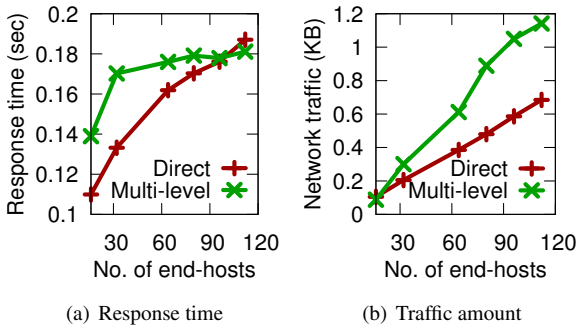 Response time (sec)
0.2
0.18
0.16
0.14
0.12
0.1
Direct
Multi-level
30 60 90 120
No. of end-hosts
(a) Response time
Network traffic (KB)
1.2
1
0.8
0.6
0.4
0.2
0
Direct
Multi-level
30 60 90 120
No. of end-hosts
(b) Traffic amount